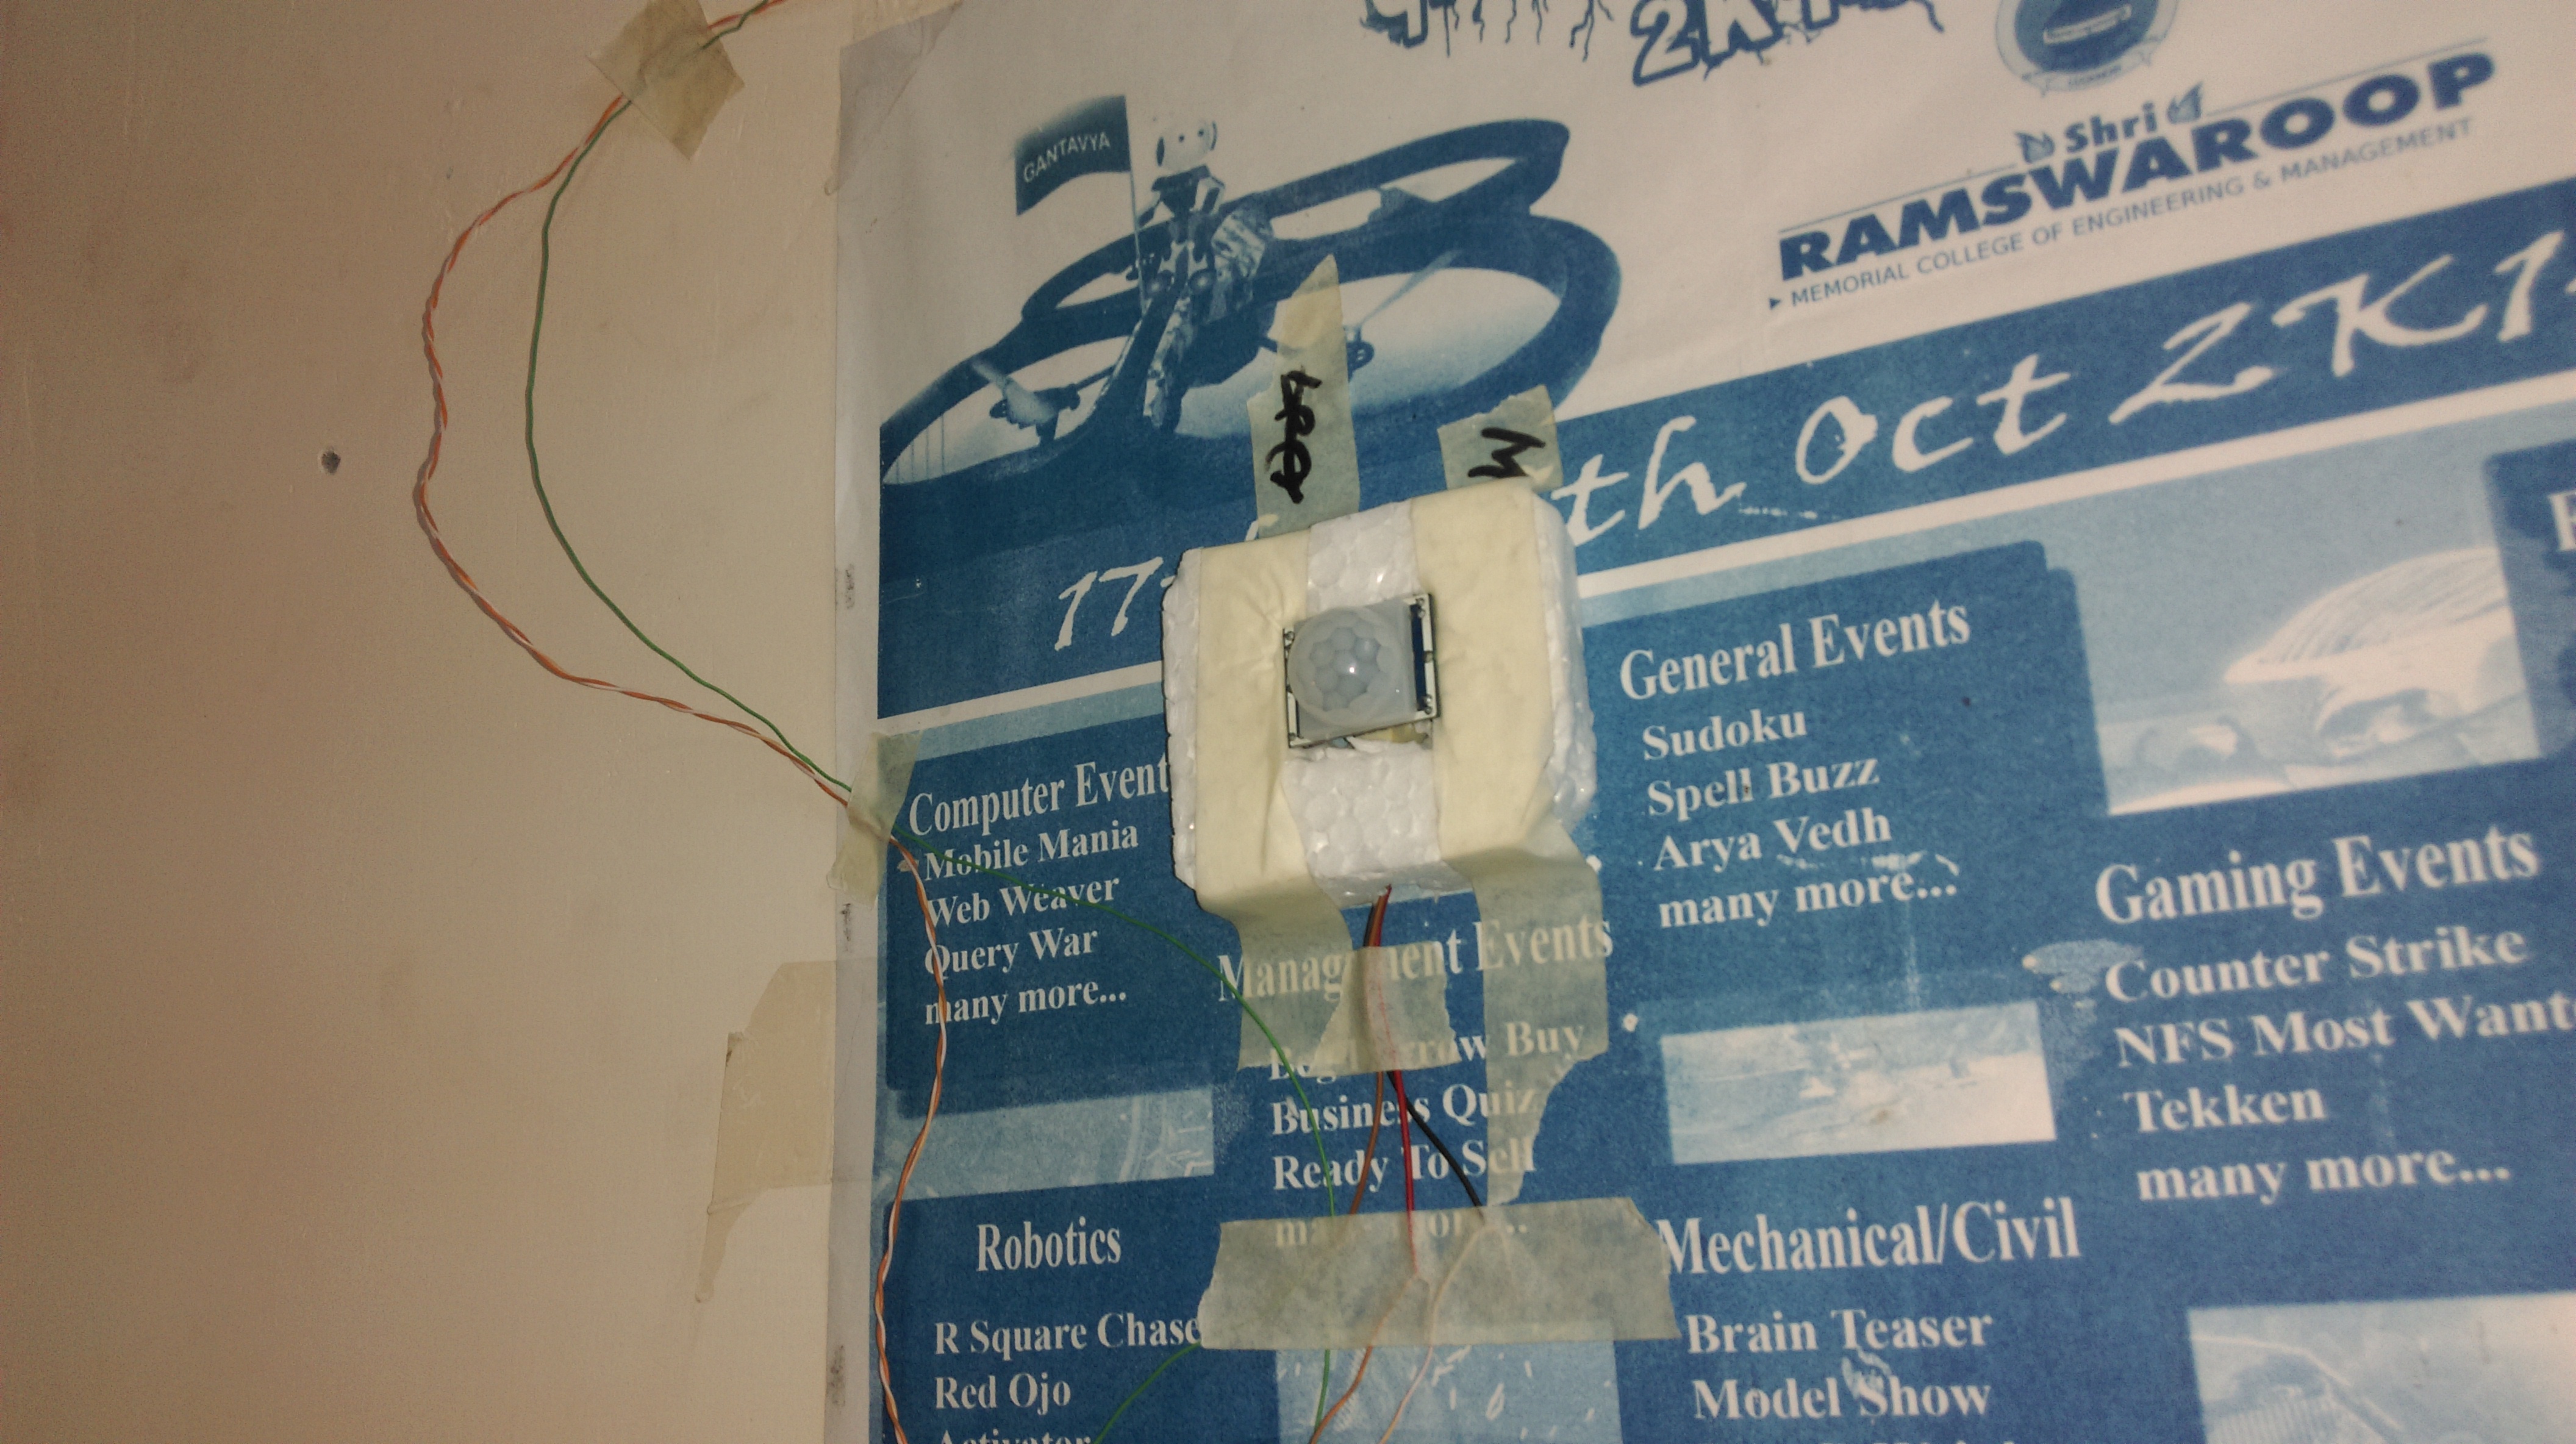 GANTAVYA
Shri
RAMSWAROOP
MEMORIAL COLLEGE OF ENGINEERING & MANAGEMENT
17
th Oct 2K1
General Events
Sudoku
Spell Buzz
Arya Vedh
many more...
Computer Event
Mobile Mania
Web Weaver
Query War
many more...
Gaming Events
Counter Strike
NFS Most Want
Tekken
many more...
Management Events
Buy
Business Quiz
Ready To Sell
Robotics
R Square Chase
Red Ojo
Mechanical/Civil
Brain Teaser
Model Show